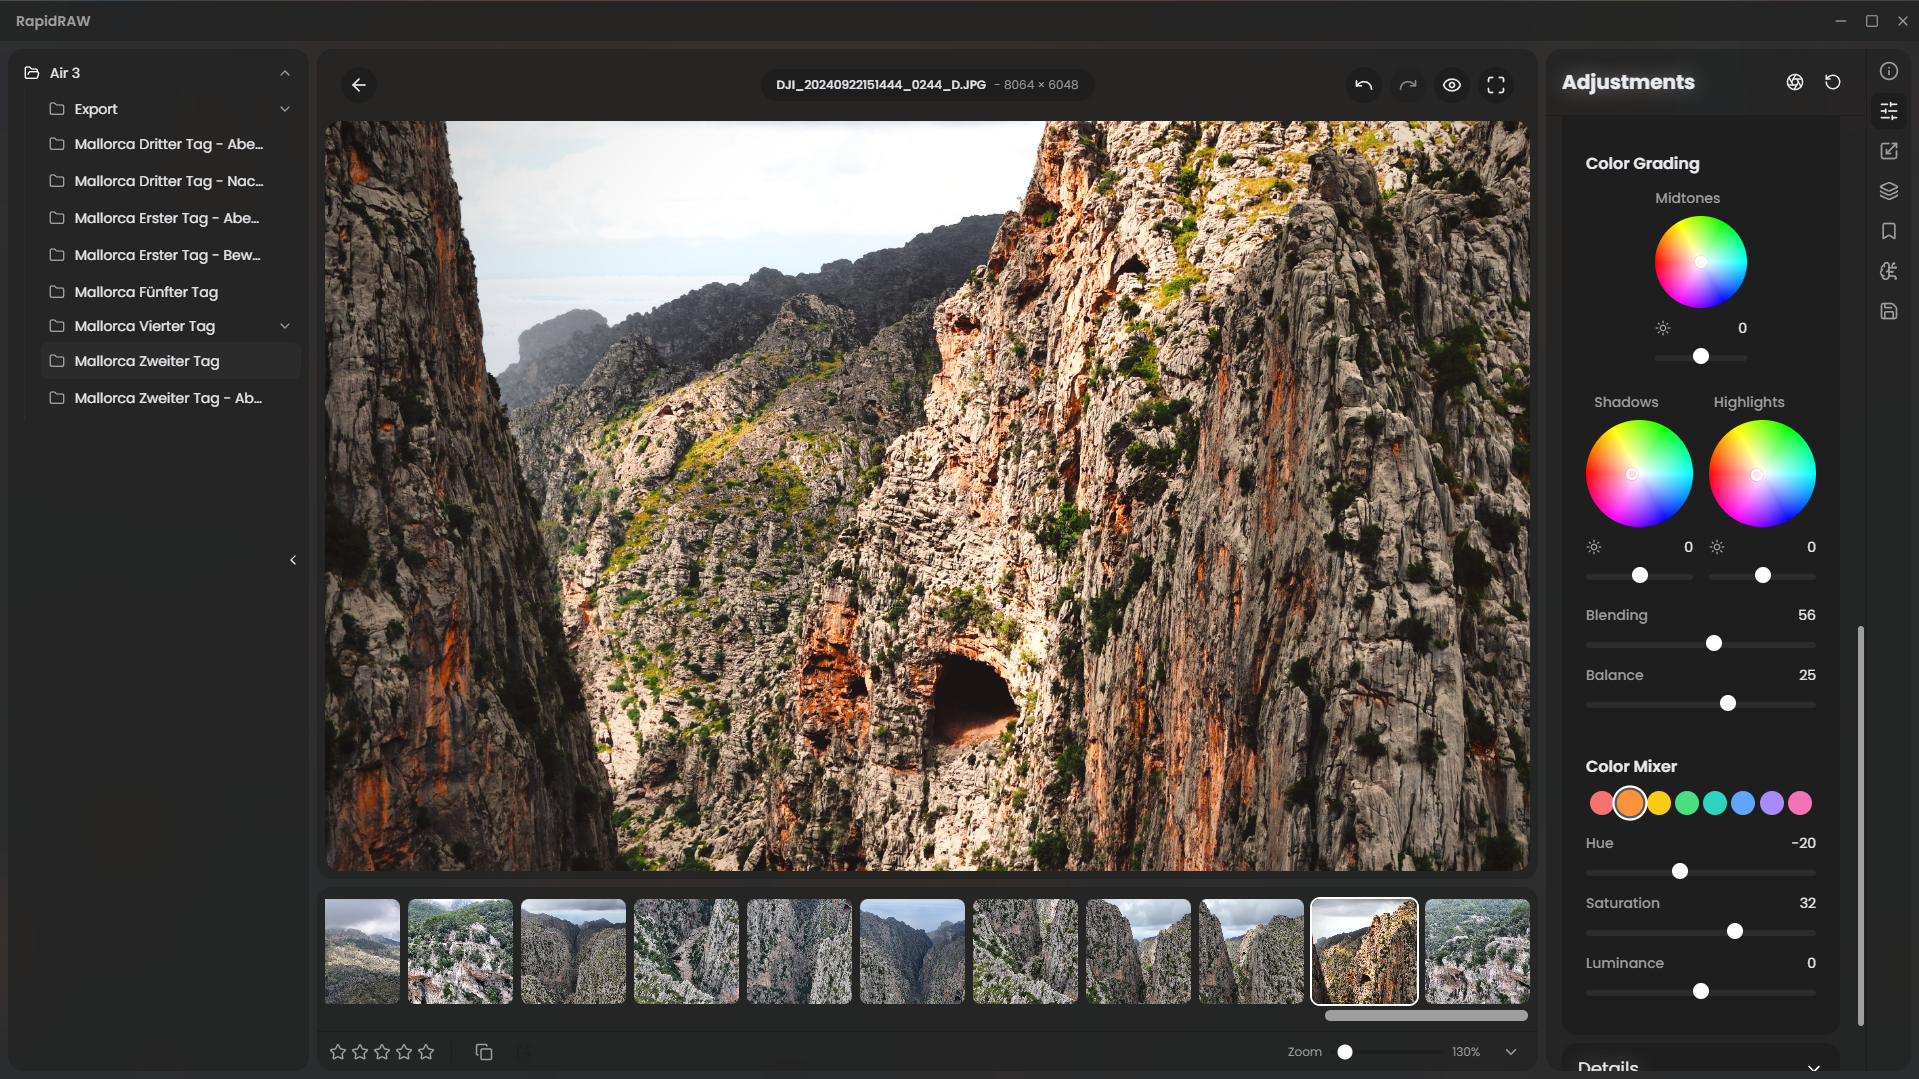 RapidRAW
Air 3
Export
Mallorca Dritter Tag - Abe...
Mallorca Dritter Tag - Nac...
Mallorca Erster Tag - Abe...
Mallorca Erster Tag - Bew...
Mallorca Fünfter Tag
Mallorca Vierter Tag
Mallorca Zweiter Tag
Mallorca Zweiter Tag - Ab...
DJI_20240922151444_0244_D.JPG - 8064 × 6048
Zoom 130%
Adjustments
Color Grading
Midtones
0
Shadows Highlights
0 0
Blending 56
Balance 25
Color Mixer
Hue -20
Saturation 32
Luminance 0
Details